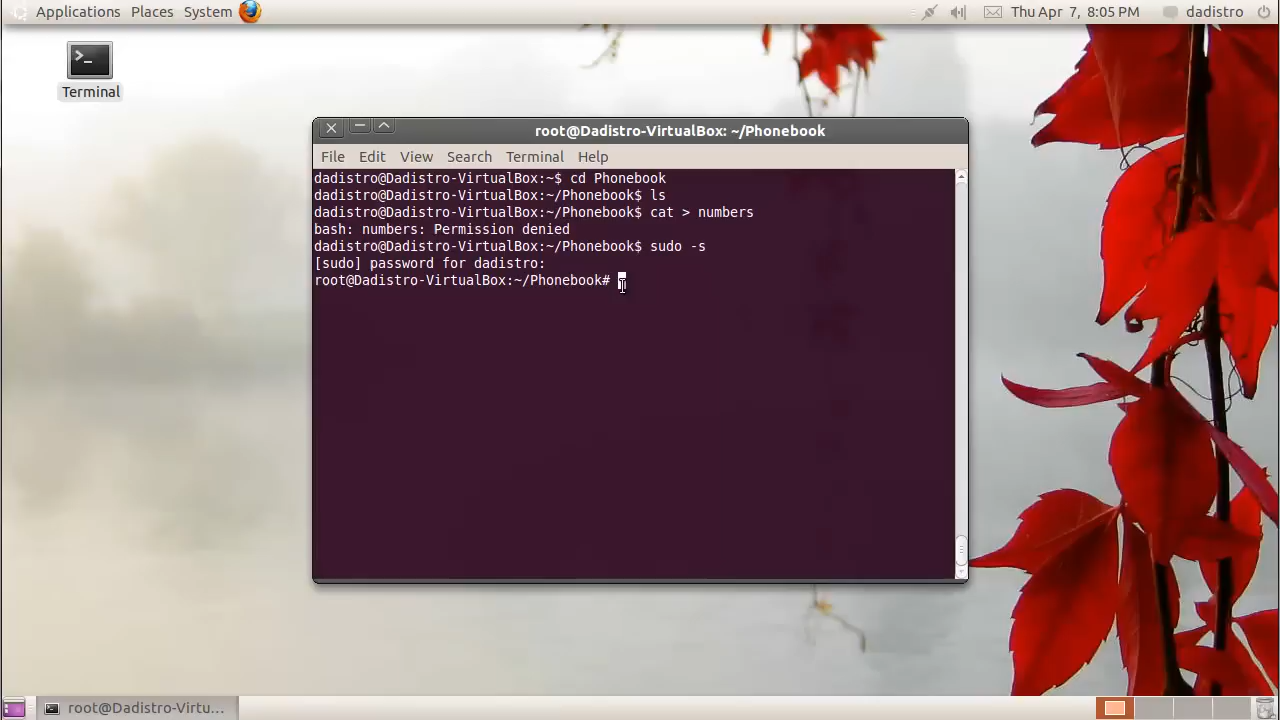 Applications Places System Thu Apr 7, 8:05 PM dadistro
Terminal
root@Dadistro-VirtualBox: ~/Phonebook
File Edit View Search Terminal Help
dadistro@Dadistro-VirtualBox:~$ cd Phonebook
dadistro@Dadistro-VirtualBox:~/Phonebook$ ls
dadistro@Dadistro-VirtualBox:~/Phonebook$ cat > numbers
bash: numbers: Permission denied
dadistro@Dadistro-VirtualBox:~/Phonebook$ sudo -s
[sudo] password for dadistro:
root@Dadistro-VirtualBox:~/Phonebook#
root@Dadistro-Virtu...